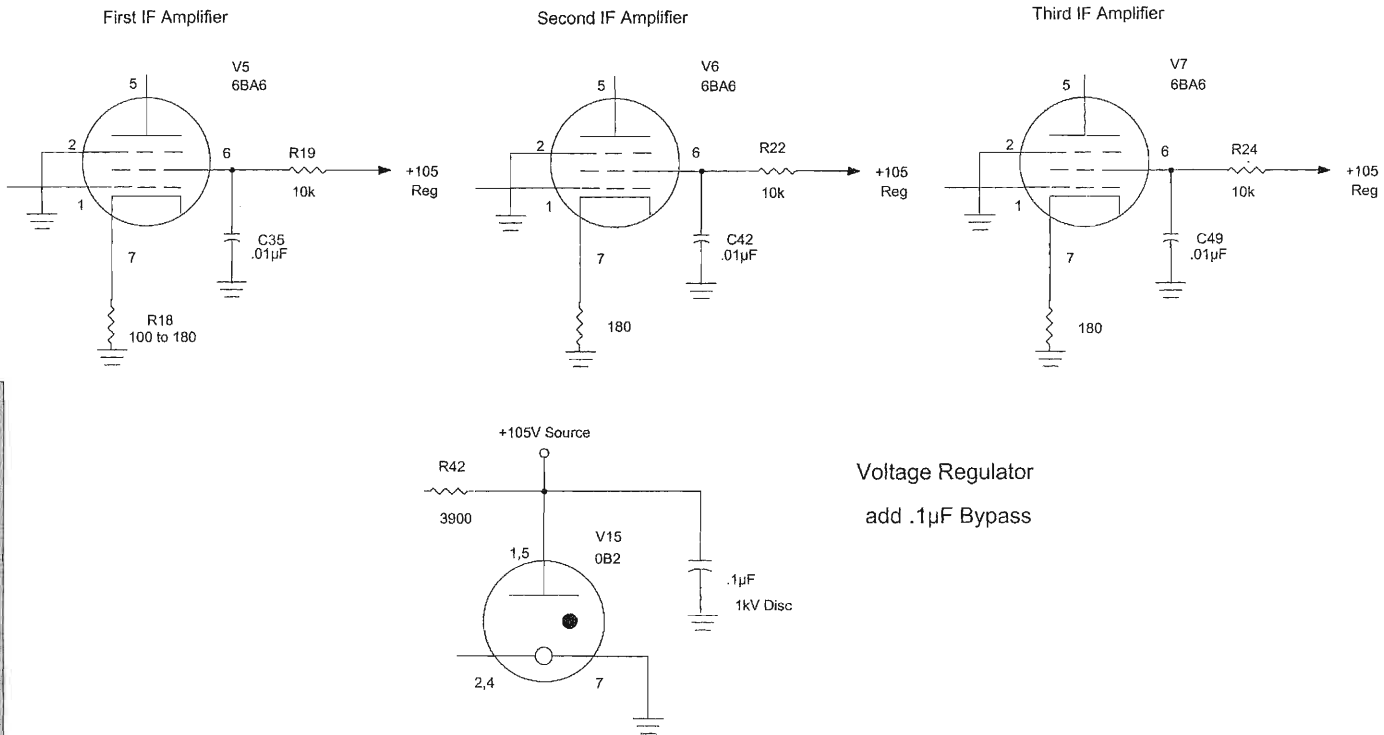 First IF Amplifier
Second IF Amplifier
Third IF Amplifier
V5
6BA6
5
2
6
R19
+105
Reg
10k
1
C35
.01µF
7
R18
100 to 180
V6
6BA6
5
2
6
R22
+105
Reg
10k
1
C42
.01µF
7
180
V7
6BA6
5
2
6
R24
+105
Reg
10k
1
C49
.01µF
7
180
+105V Source
R42
3900
V15
0B2
1,5
.1µF
1kV Disc
2,4
7
Voltage Regulator
add .1µF Bypass